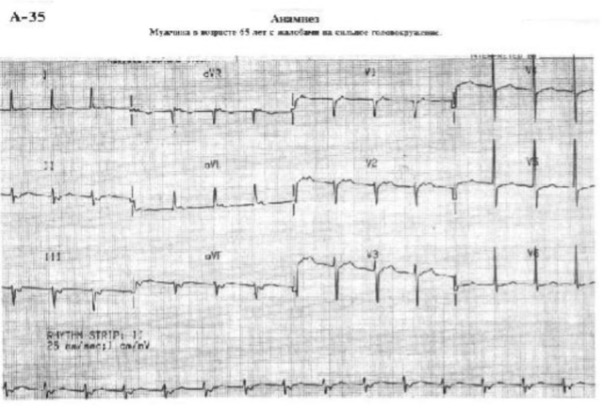 А-35
Анамнез
Мужчина в возрасте 65 лет с жалобами на сильное головокружение.
I aVR V1 V4
II aVL V2 V5
III aVF V3 V6
RHYTHM STRIP: II
25 mm/sec;1 cm/mV